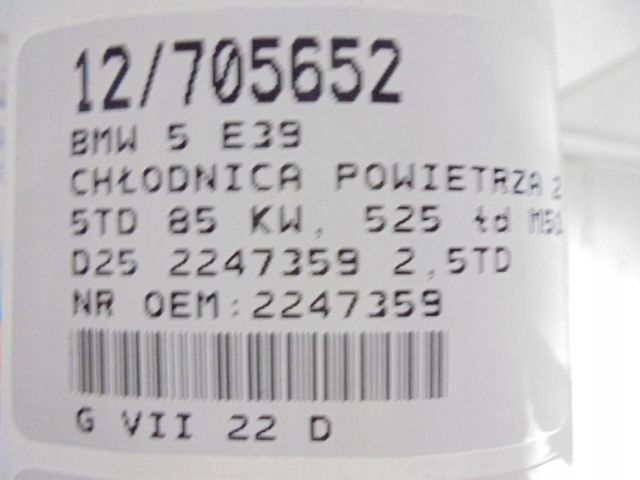 12/705652
BMW 5 E39
CHŁODNICA POWIETRZA 2
5TD 85 KW, 525 td M51
D25 2247359 2,5TD
NR OEM:2247359
G VII 22 D